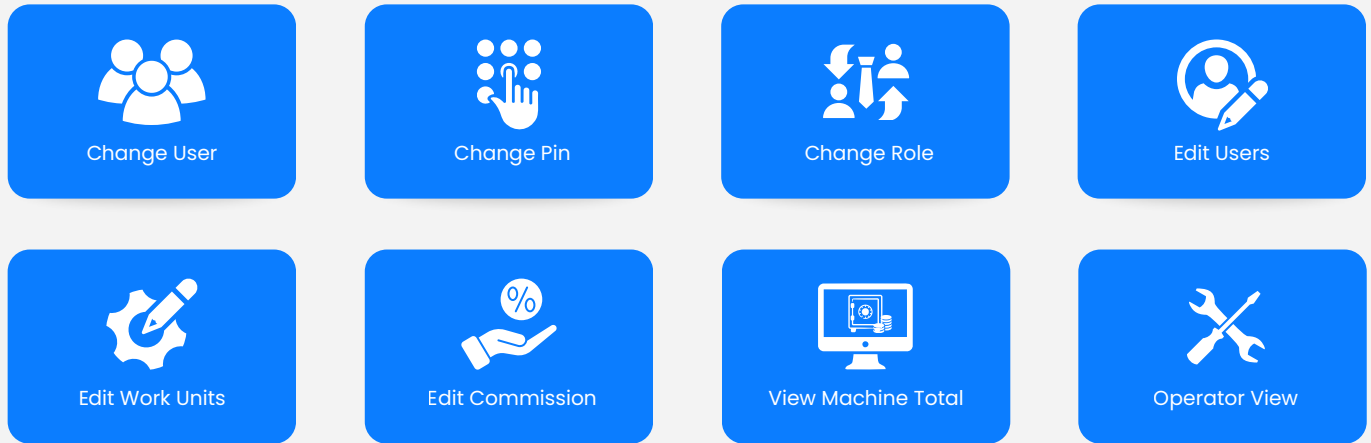 Change User
Change Pin
Change Role
Edit Users
%
Edit Work Units
Edit Commission
View Machine Total
Operator View